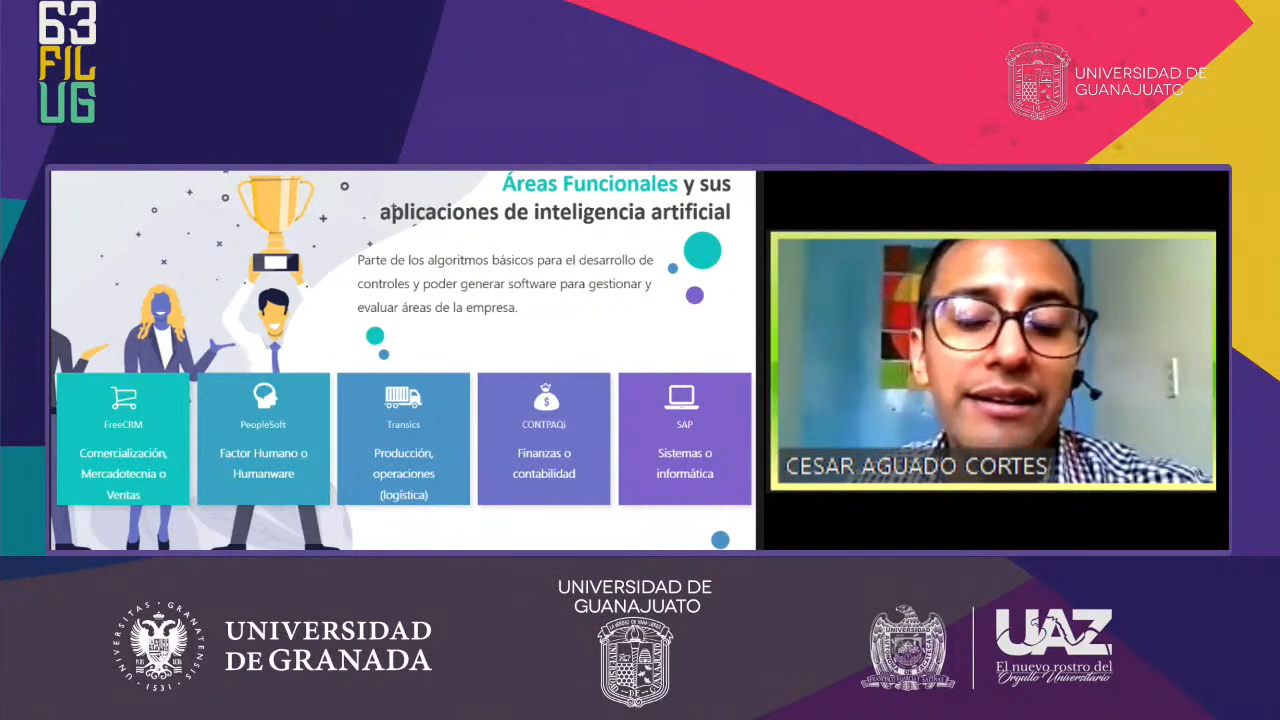 63
FIL
UG
UNIVERSIDAD DE
GUANAJUATO
Áreas Funcionales y sus
aplicaciones de inteligencia artificial
Parte de los algoritmos básicos para el desarrollo de
controles y poder generar software para gestionar y
evaluar áreas de la empresa.
FreeCRM
Comercialización,
Mercadotecnia o
Ventas
PeopleSoft
Factor Humano o
Humanware
Transics
Producción,
operaciones
(logística)
$
CONTPAQi
Finanzas o
contabilidad
SAP
Sistemas o
informática
CESAR AGUADO CORTES
UNIVERSITAS GRANATENSIS
1531
UNIVERSIDAD
DE GRANADA
UNIVERSIDAD DE
GUANAJUATO
UAZ
El nuevo rostro del
Orgullo Universitario